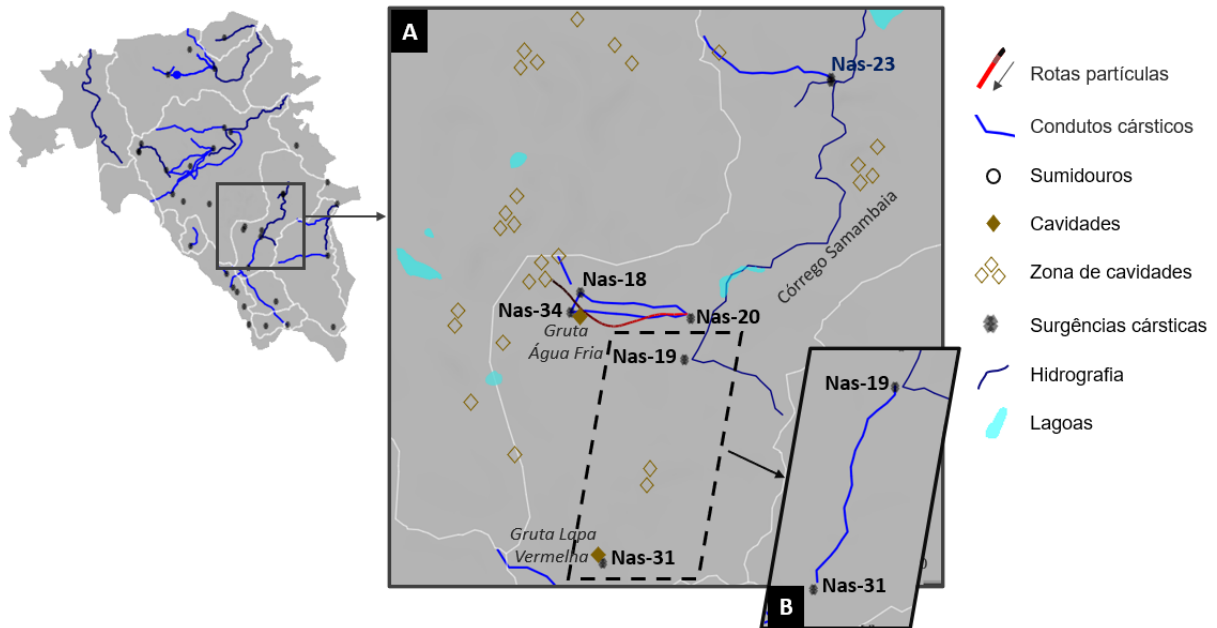 A
Nas-23
Córrego Samambaia
Nas-18
Nas-34
Nas-20
Gruta
Água Fria
Nas-19
Gruta Lapa
Vermelha
Nas-31
Nas-19
Nas-31
B
Rotas partículas
Condutos cársticos
Sumidouros
Cavidades
Zona de cavidades
Surgências cársticas
Hidrografia
Lagoas